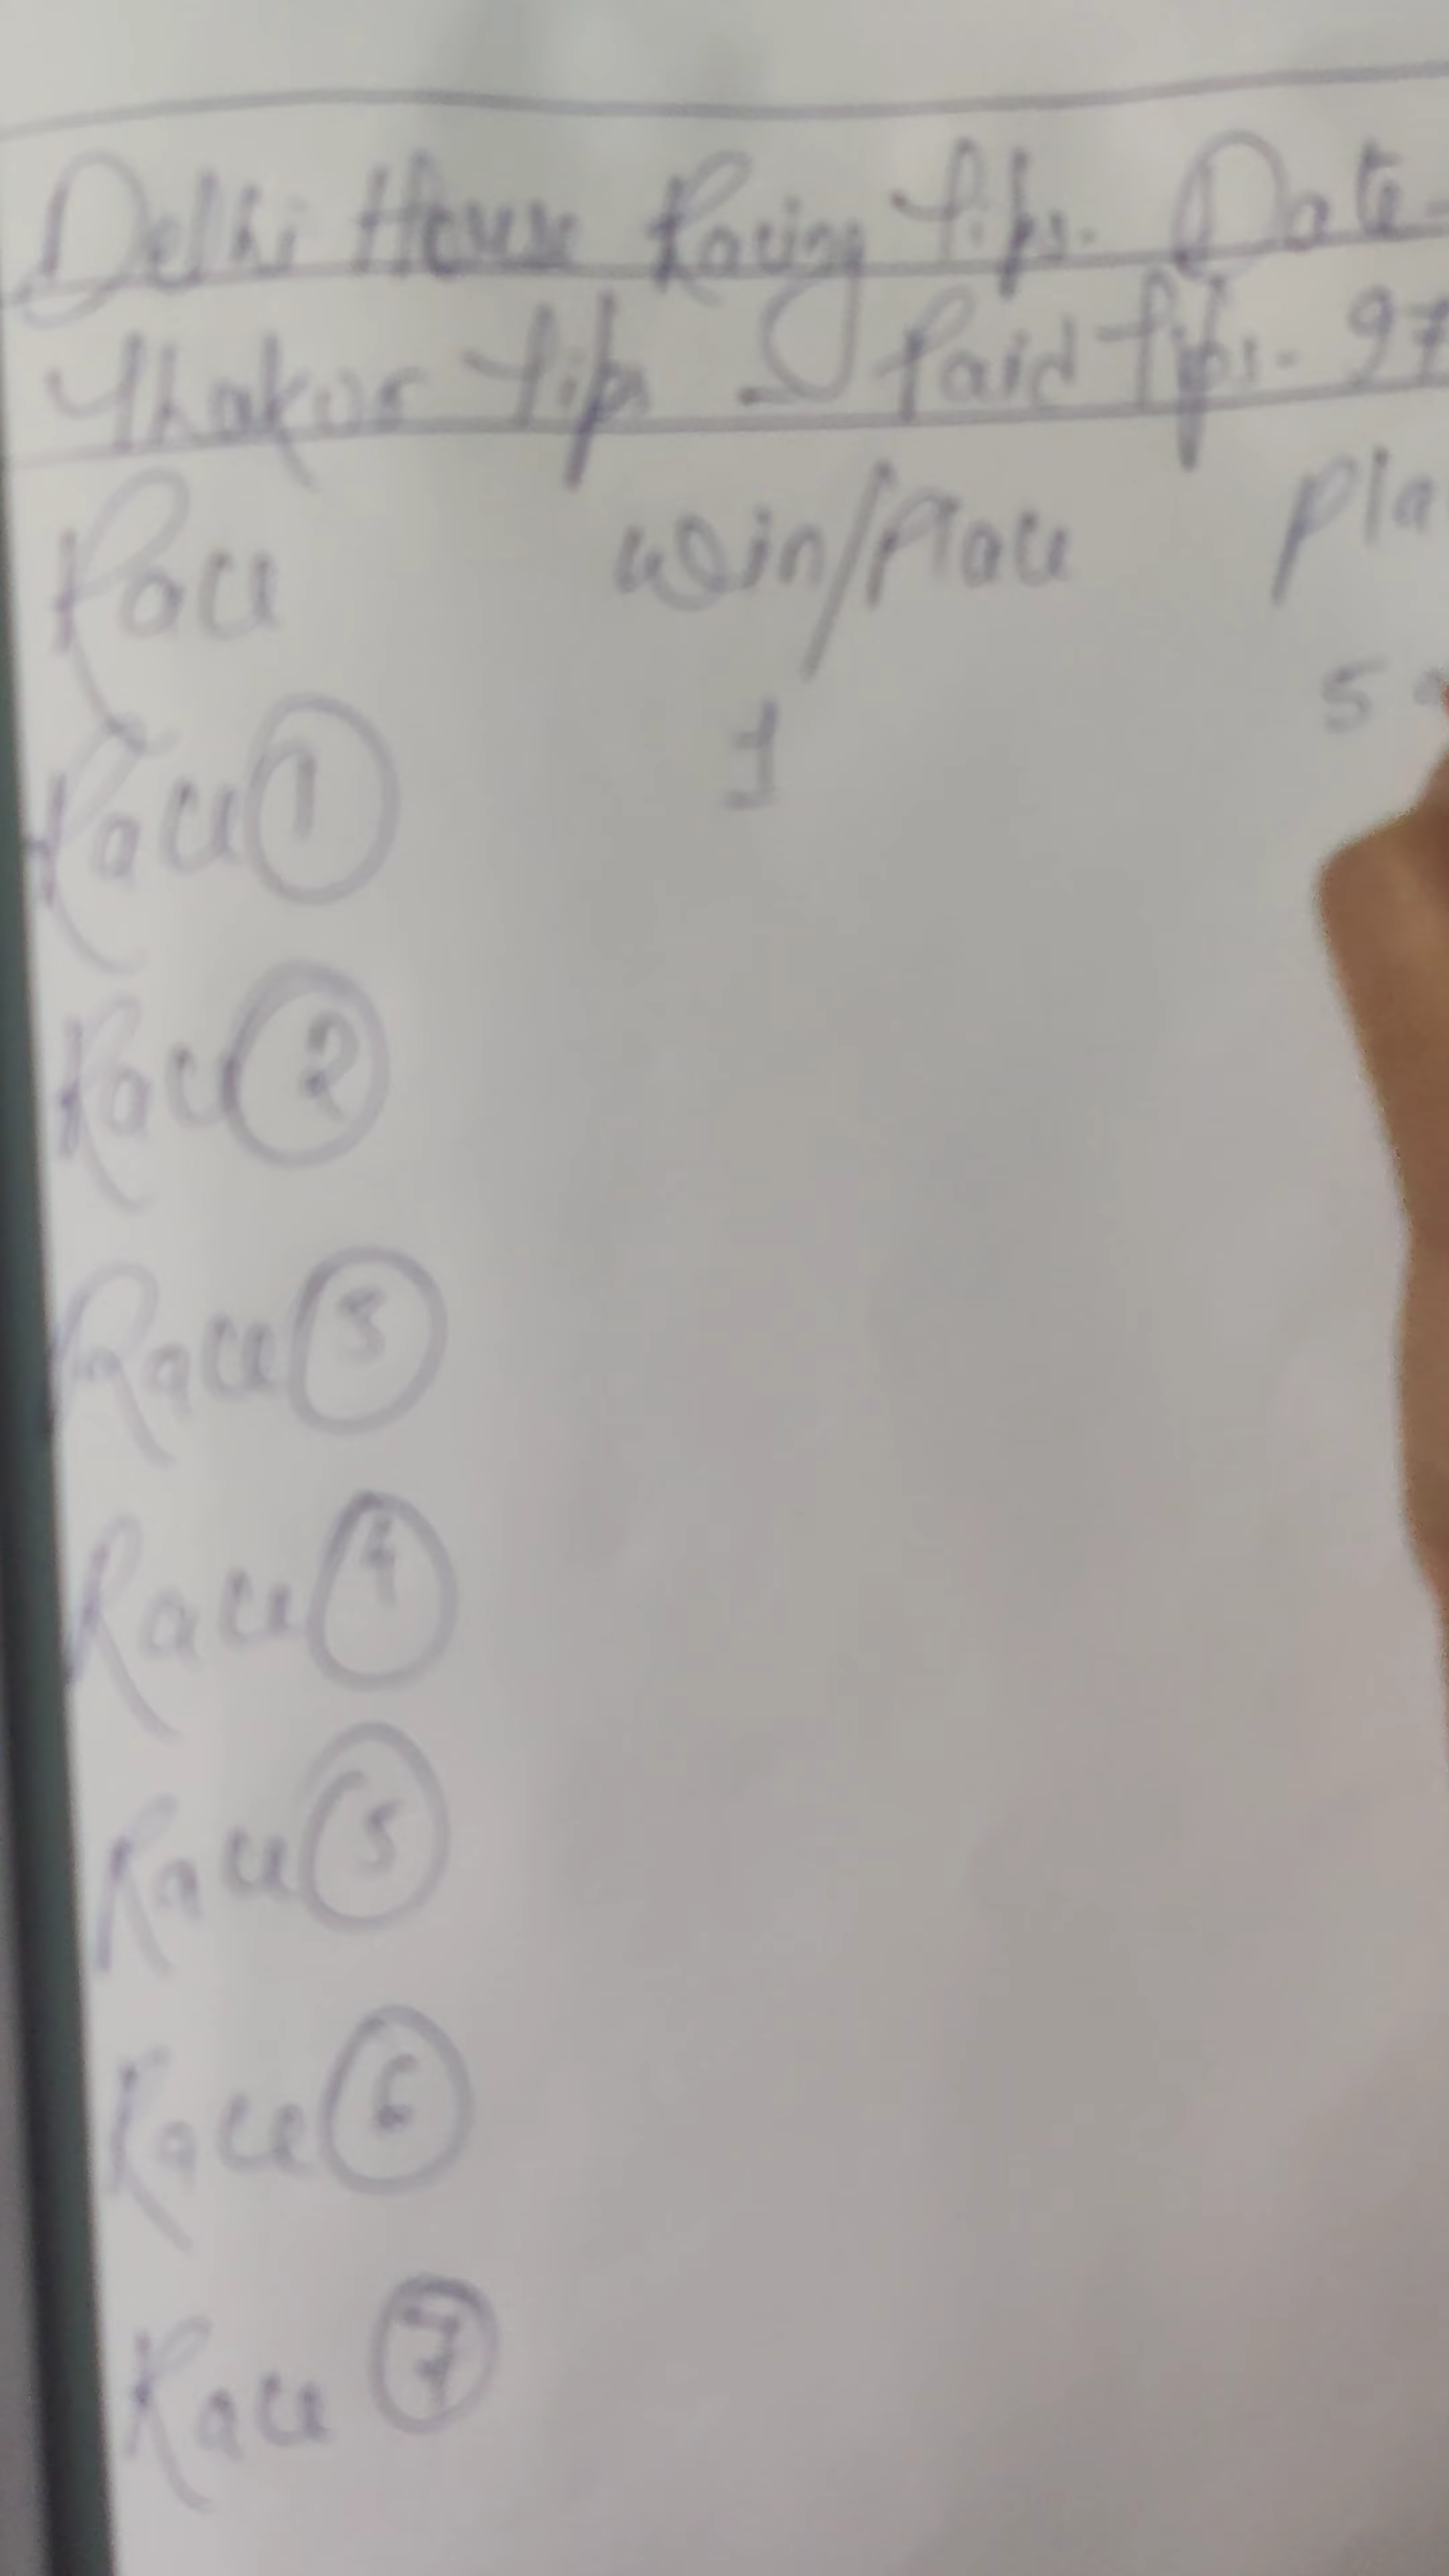 Delhi Horse Racing Tips. Date-
Thakur Tips - Paid Tips- 97
Race Win/Place Pla
Race 1 1 5
Race 2
Race 3
Race 4
Race 5
Race 6
Race 7